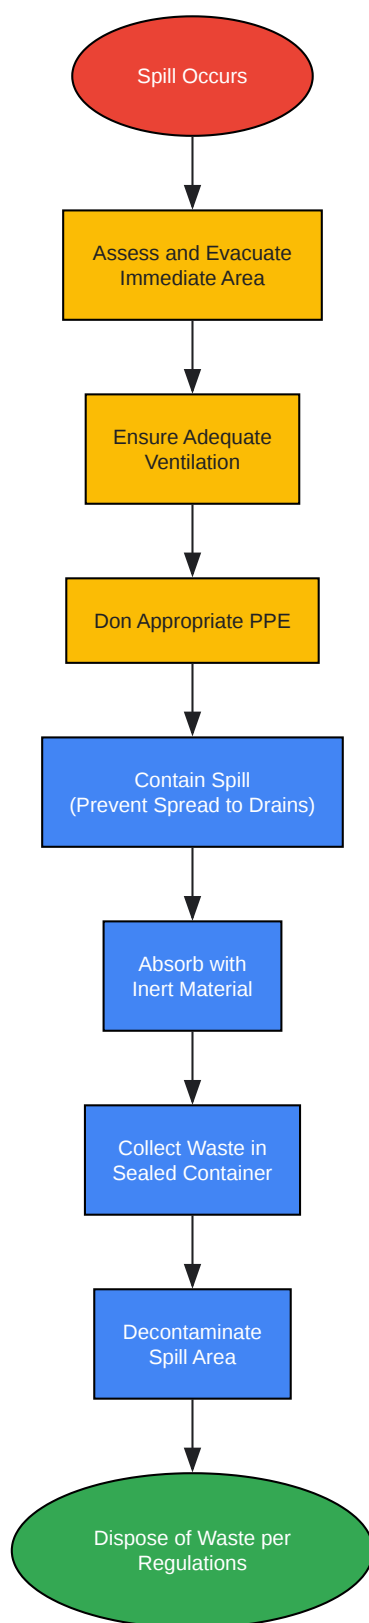 Spill Occurs
Assess and Evacuate
Immediate Area
Ensure Adequate
Ventilation
Don Appropriate PPE
Contain Spill
(Prevent Spread to Drains)
Absorb with
Inert Material
Collect Waste in
Sealed Container
Decontaminate
Spill Area
Dispose of Waste per
Regulations